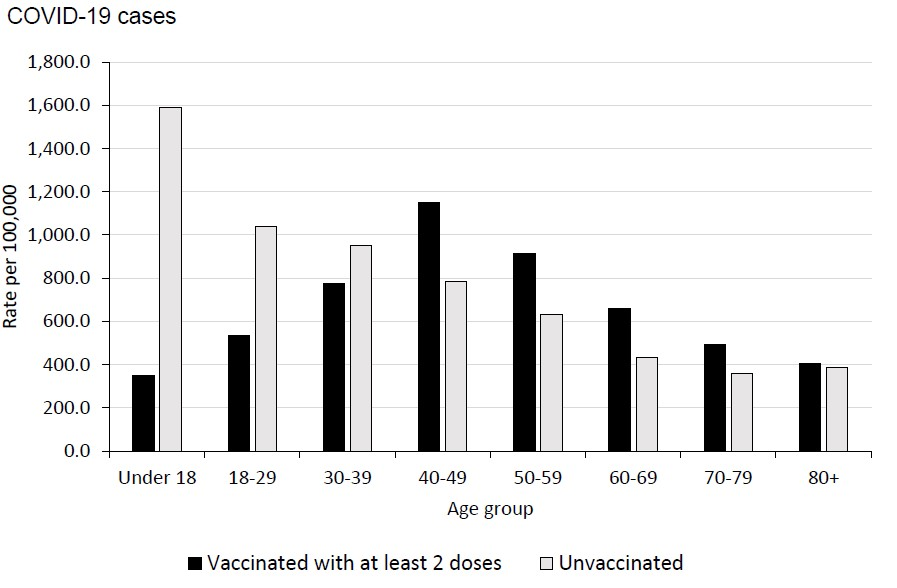 COVID-19 cases
1,800.0
1,600.0
1,400.0
1,200.0
1,000.0
800.0
600.0
400.0
200.0
0.0
Rate per 100,000
Under 18 18-29 30-39 40-49 50-59 60-69 70-79 80+
Age group
Vaccinated with at least 2 doses Unvaccinated